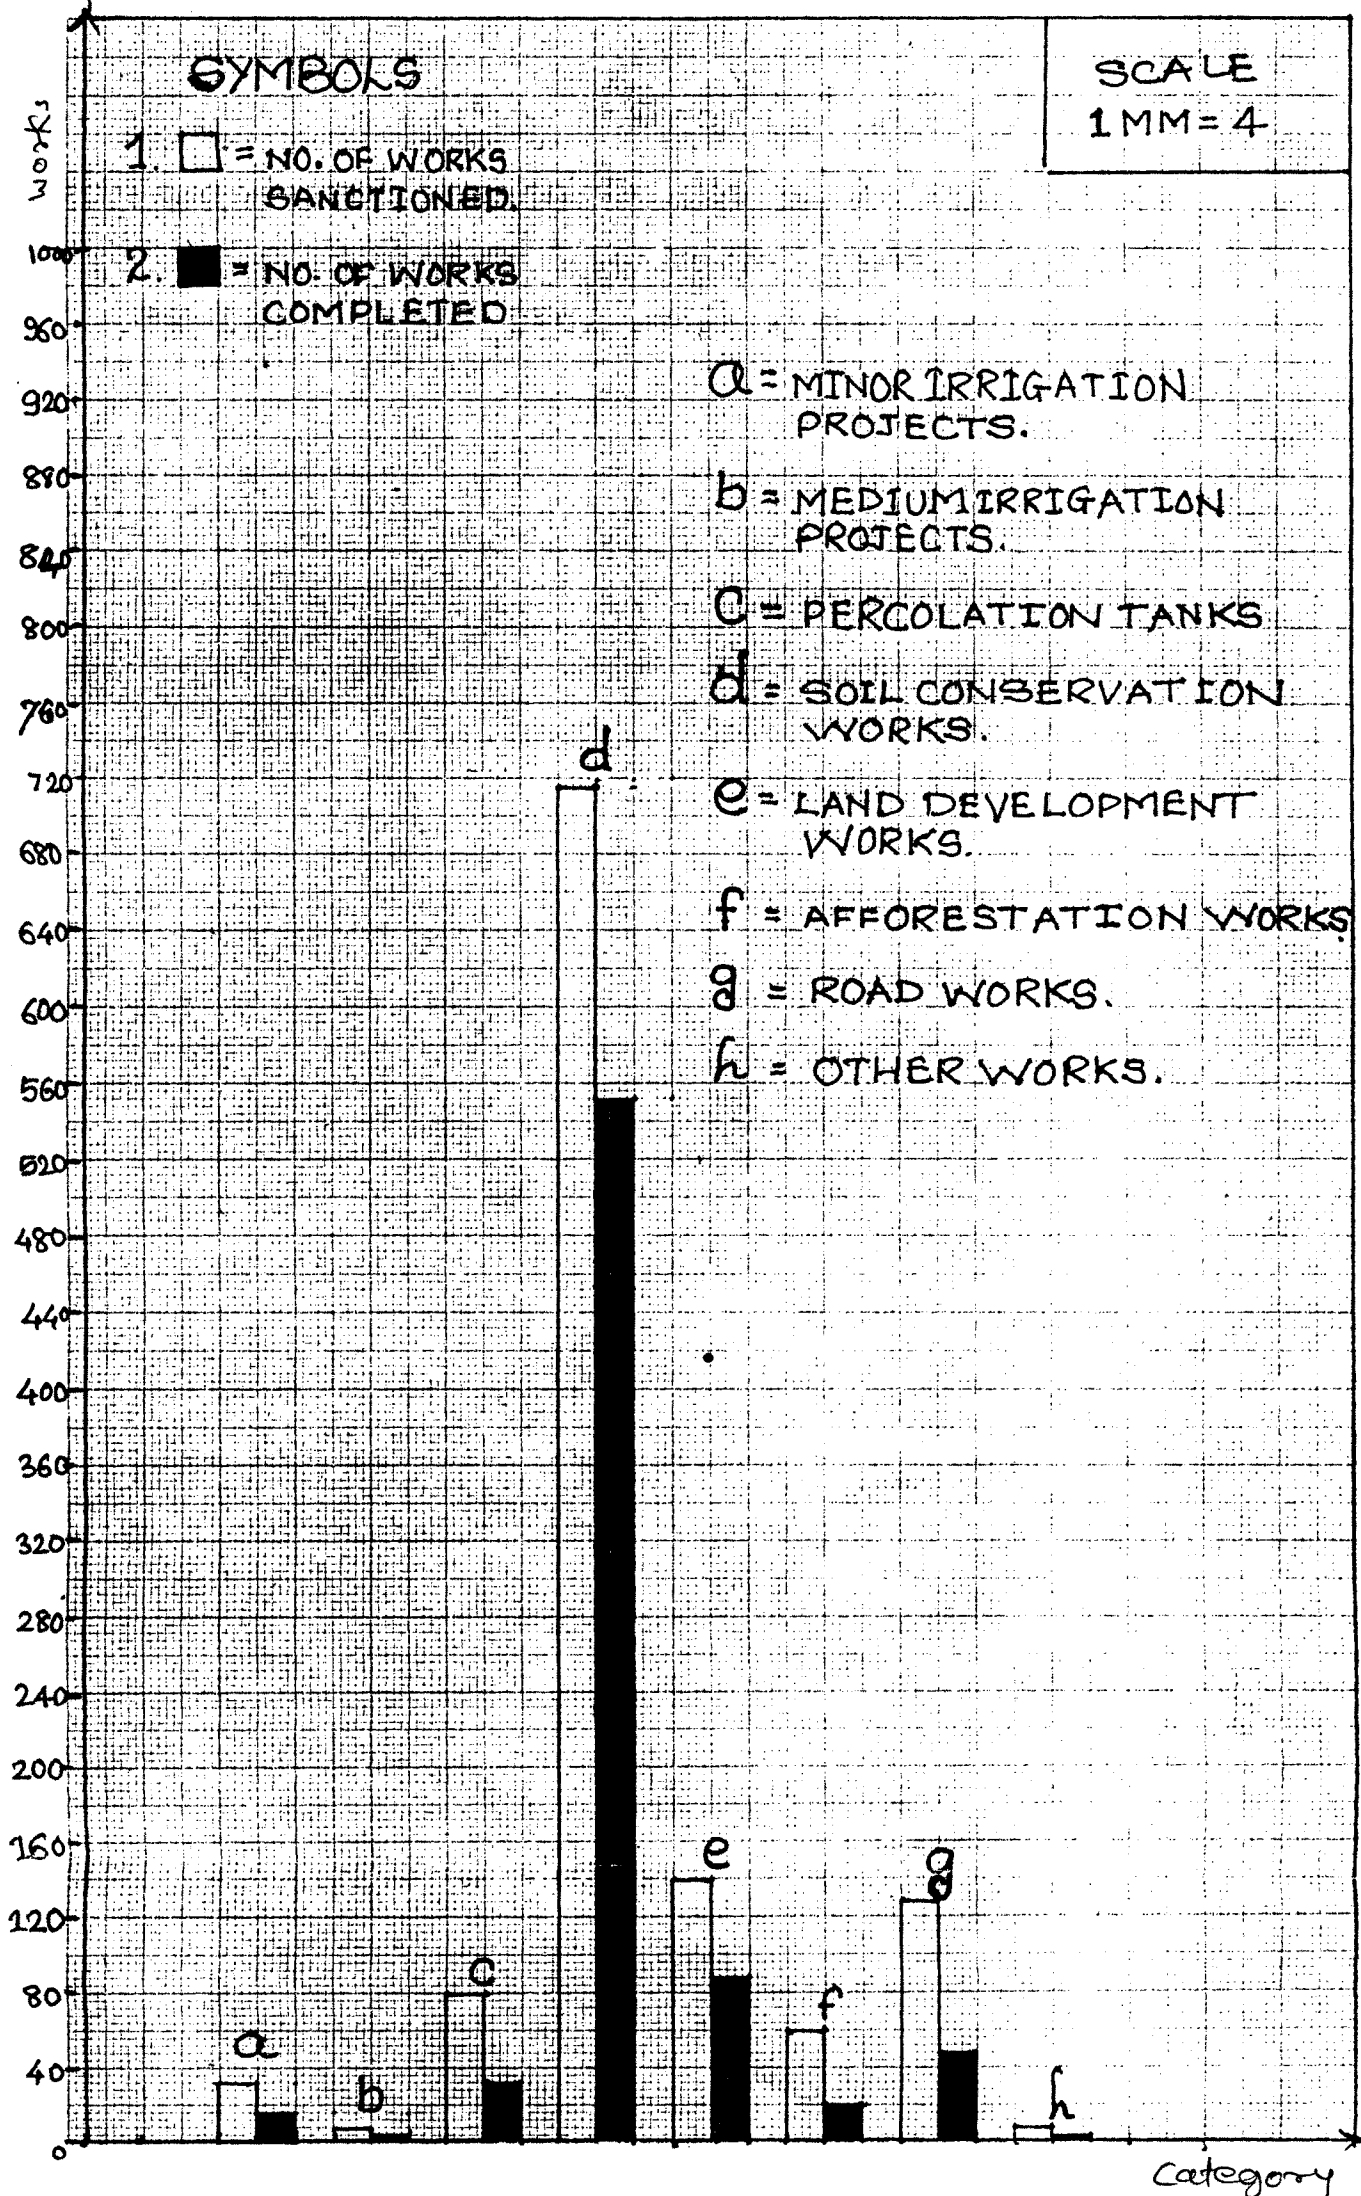 works
SYMBOLS
1. = NO. OF WORKS
SANCTIONED.
2. = NO. OF WORKS
COMPLETED
SCALE
1 MM = 4
a = MINOR IRRIGATION
PROJECTS.
b = MEDIUM IRRIGATION
PROJECTS.
c = PERCOLATION TANKS
d = SOIL CONSERVATION
WORKS.
e = LAND DEVELOPMENT
WORKS.
f = AFFORESTATION WORKS
g = ROAD WORKS.
h = OTHER WORKS.
1000
960
920
880
840
800
760
720
680
640
600
560
520
480
440
400
360
320
280
240
200
160
120
80
40
0
a
b
c
d
e
f
g
h
Category